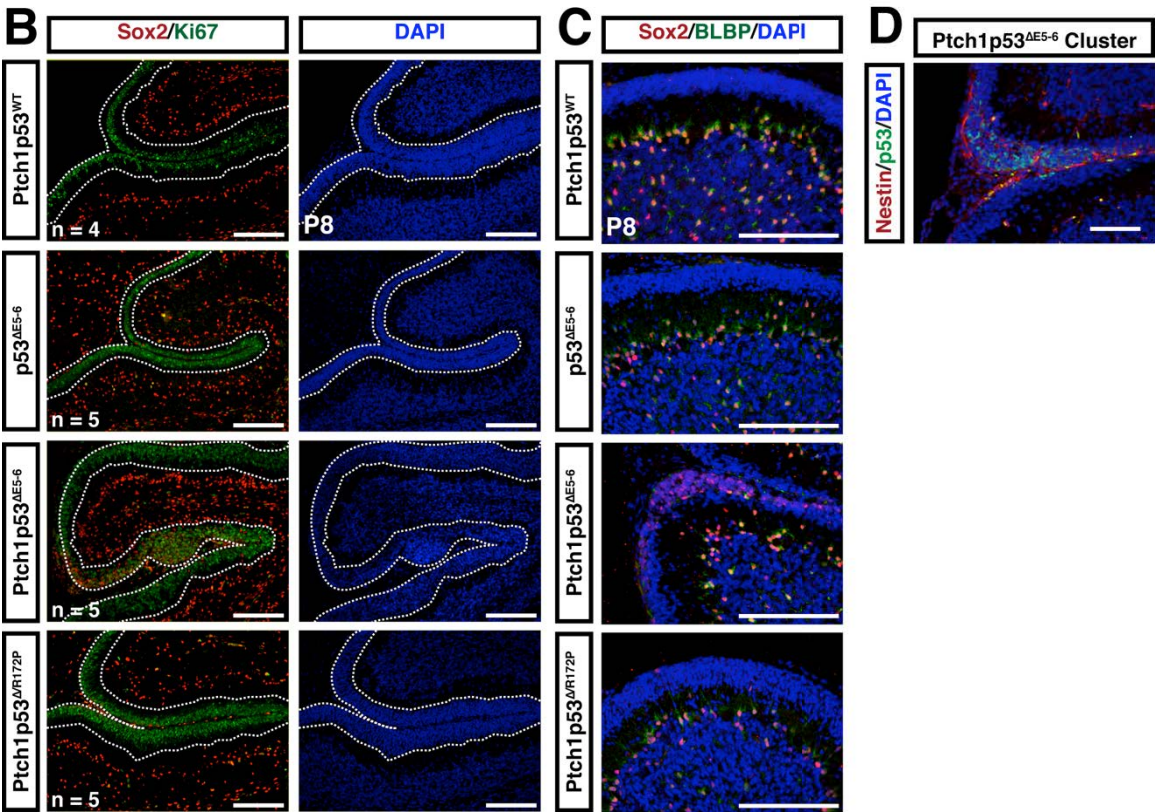 B
Sox2/Ki67
DAPI
C
Sox2/BLBP/DAPI
D
Ptch1p53ΔE5-6 Cluster
Nestin/p53/DAPI
Ptch1p53WT
n = 4
P8
P8
p53ΔE5-6
n = 5
p53ΔE5-6
Ptch1p53ΔE5-6
n = 5
Ptch1p53ΔE5-6
Ptch1p53Δ/R172P
n = 5
Ptch1p53Δ/R172P
Ptch1p53WT